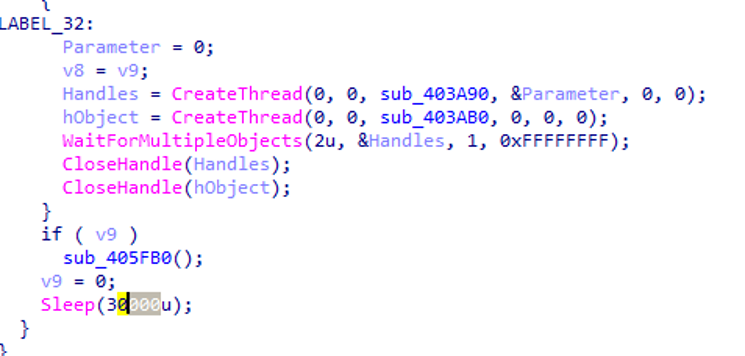 {
LABEL_32:
Parameter = 0;
v8 = v9;
Handles = CreateThread(0, 0, sub_403A90, &Parameter, 0, 0);
hObject = CreateThread(0, 0, sub_403AB0, 0, 0, 0);
WaitForMultipleObjects(2u, &Handles, 1, 0xFFFFFFFF);
CloseHandle(Handles);
CloseHandle(hObject);
}
if ( v9 )
sub_405FB0();
v9 = 0;
Sleep(30000u);
}
}